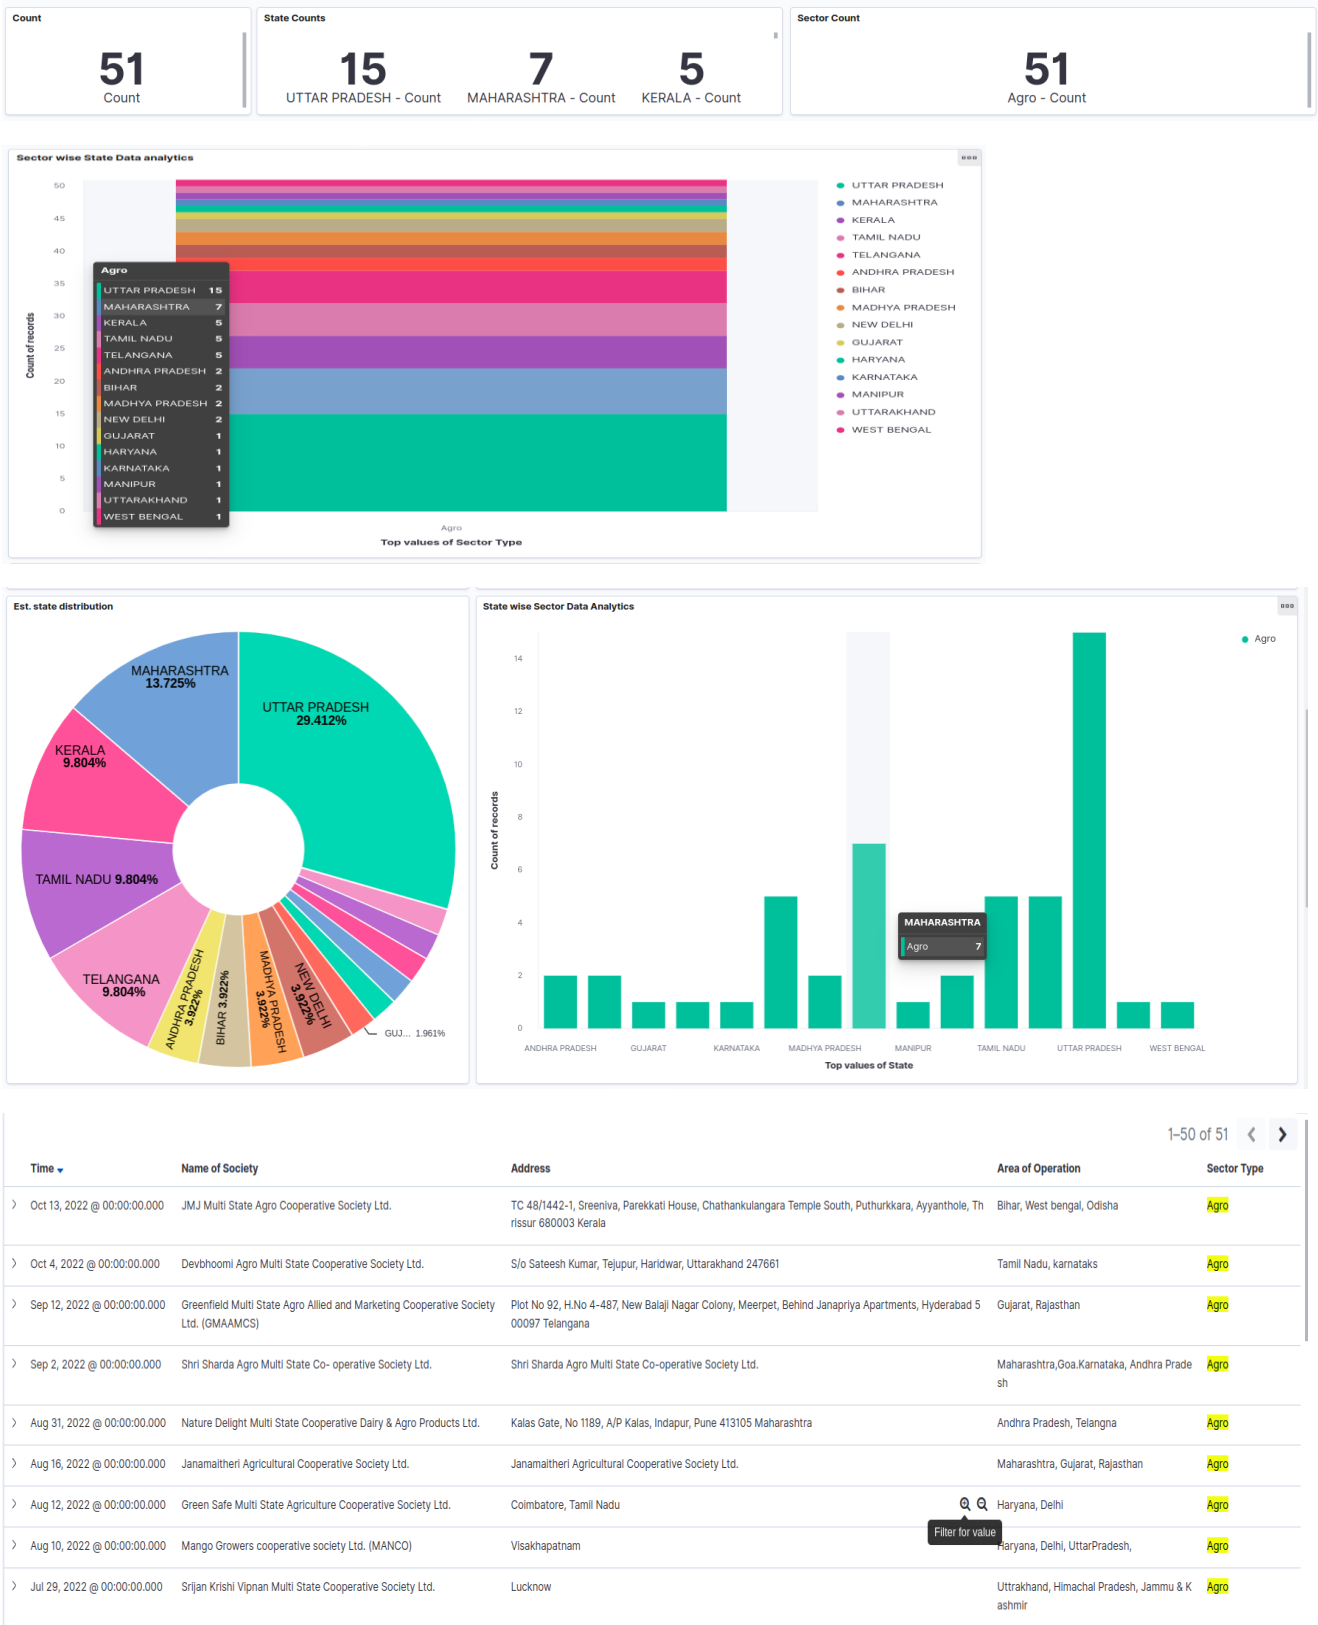 Count
51
Count
State Counts
15
UTTAR PRADESH - Count
7
MAHARASHTRA - Count
5
KERALA - Count
Sector Count
51
Agro - Count
Sector wise State Data analytics
50
45
40
35
30
25
20
15
10
5
0
Count of records
Agro
UTTAR PRADESH 15
MAHARASHTRA 7
KERALA 5
TAMIL NADU 5
TELANGANA 5
ANDHRA PRADESH 2
BIHAR 2
MADHYA PRADESH 2
NEW DELHI 2
GUJARAT 1
HARYANA 1
KARNATAKA 1
MANIPUR 1
UTTARAKHAND 1
WEST BENGAL 1
Agro
Top values of Sector Type
UTTAR PRADESH
MAHARASHTRA
KERALA
TAMIL NADU
TELANGANA
ANDHRA PRADESH
BIHAR
MADHYA PRADESH
NEW DELHI
GUJARAT
HARYANA
KARNATAKA
MANIPUR
UTTARAKHAND
WEST BENGAL
Est. state distribution
MAHARASHTRA
13.725%
UTTAR PRADESH
29.412%
KERALA
9.804%
TAMIL NADU 9.804%
TELANGANA
9.804%
ANDHRA PRADESH
3.922%
BIHAR 3.922%
MADHYA PRADESH
3.922%
NEW DELHI
3.922%
GUJ... 1.961%
State wise Sector Data Analytics
Agro
14
12
10
8
6
4
2
0
Count of records
MAHARASHTRA
Agro 7
ANDHRA PRADESH GUJARAT KARNATAKA MADHYA PRADESH MANIPUR TAMIL NADU UTTAR PRADESH WEST BENGAL
Top values of State
1–50 of 51
Time Name of Society Address Area of Operation Sector Type
Oct 13, 2022 @ 00:00:00.000 JMJ Multi State Agro Cooperative Society Ltd. TC 48/1442-1, Sreeniva, Parekkati House, Chathankulangara Temple South, Puthurkkara, Ayyanthole, Th Bihar, West bengal, Odisha Agro
rissur 680003 Kerala
Oct 4, 2022 @ 00:00:00.000 Devbhoomi Agro Multi State Cooperative Society Ltd. S/o Sateesh Kumar, Tejupur, Haridwar, Uttarakhand 247661 Tamil Nadu, karnataks Agro
Sep 12, 2022 @ 00:00:00.000 Greenfield Multi State Agro Allied and Marketing Cooperative Society Plot No 92, H.No 4-487, New Balaji Nagar Colony, Meerpet, Behind Janapriya Apartments, Hyderabad 5 Gujarat, Rajasthan Agro
Ltd. (GMAAMCS) 00097 Telangana
Sep 2, 2022 @ 00:00:00.000 Shri Sharda Agro Multi State Co- operative Society Ltd. Shri Sharda Agro Multi State Co-operative Society Ltd. Maharashtra,Goa.Karnataka, Andhra Prade Agro
sh
Aug 31, 2022 @ 00:00:00.000 Nature Delight Multi State Cooperative Dairy & Agro Products Ltd. Kalas Gate, No 1189, A/P Kalas, Indapur, Pune 413105 Maharashtra Andhra Pradesh, Telangna Agro
Aug 16, 2022 @ 00:00:00.000 Janamaitheri Agricultural Cooperative Society Ltd. Janamaitheri Agricultural Cooperative Society Ltd. Maharashtra, Gujarat, Rajasthan Agro
Aug 12, 2022 @ 00:00:00.000 Green Safe Multi State Agriculture Cooperative Society Ltd. Coimbatore, Tamil Nadu Haryana, Delhi Agro
Filter for value
Aug 10, 2022 @ 00:00:00.000 Mango Growers cooperative society Ltd. (MANCO) Visakhapatnam Haryana, Delhi, UttarPradesh, Agro
Jul 29, 2022 @ 00:00:00.000 Srijan Krishi Vipnan Multi State Cooperative Society Ltd. Lucknow Uttrakhand, Himachal Pradesh, Jammu & K Agro
ashmir